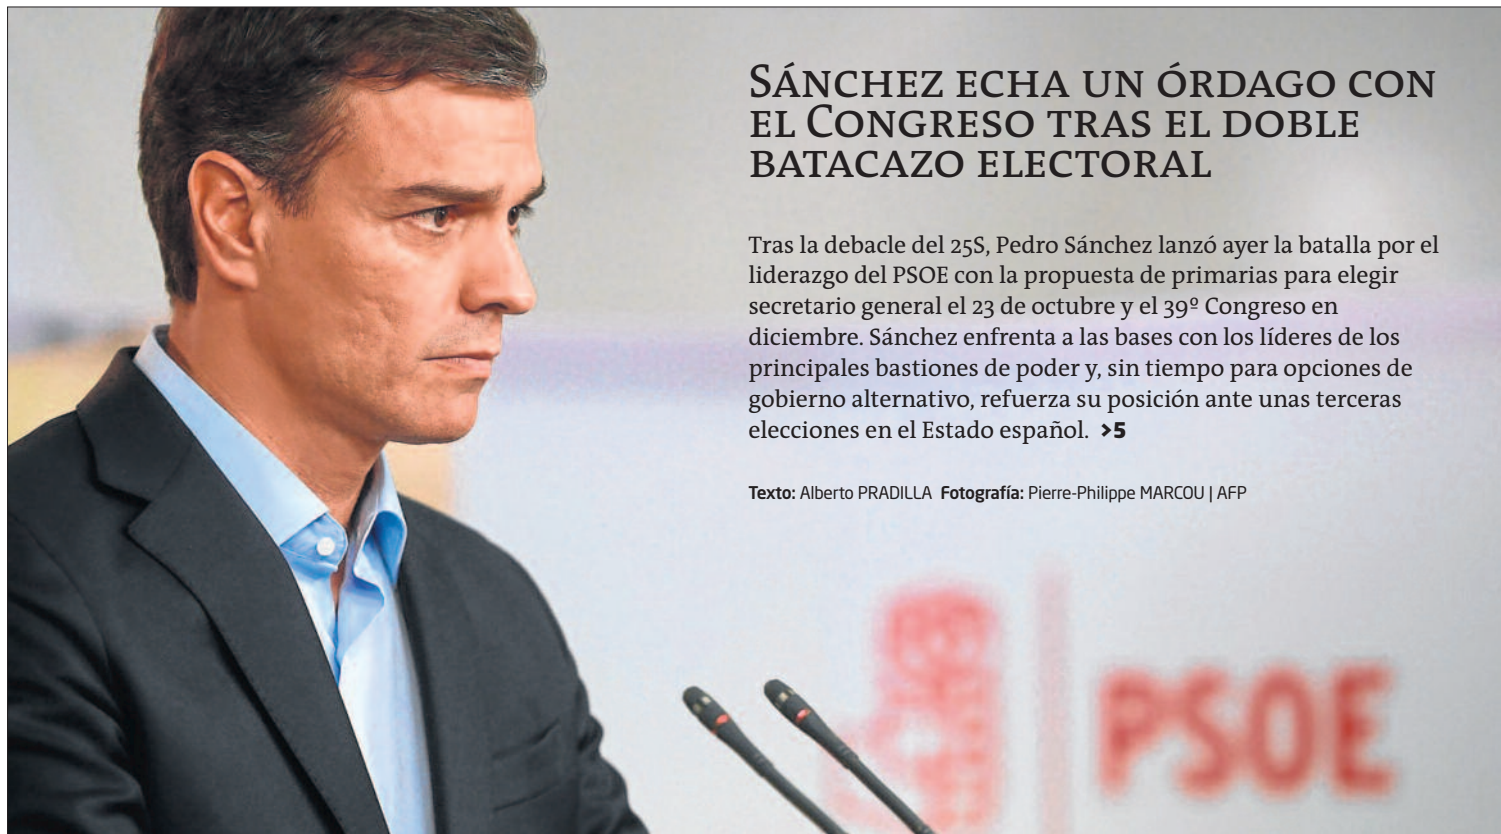 SÁNCHEZ ECHA UN ÓRDAGO CON
EL CONGRESO TRAS EL DOBLE
BATACAZO ELECTORAL
Tras la debacle del 25S, Pedro Sánchez lanzó ayer la batalla por el
liderazgo del PSOE con la propuesta de primarias para elegir
secretario general el 23 de octubre y el 39º Congreso en
diciembre. Sánchez enfrenta a las bases con los líderes de los
principales bastiones de poder y, sin tiempo para opciones de
gobierno alternativo, refuerza su posición ante unas terceras
elecciones en el Estado español. >5
Texto: Alberto PRADILLA Fotografía: Pierre-Philippe MARCOU | AFP
PSOE